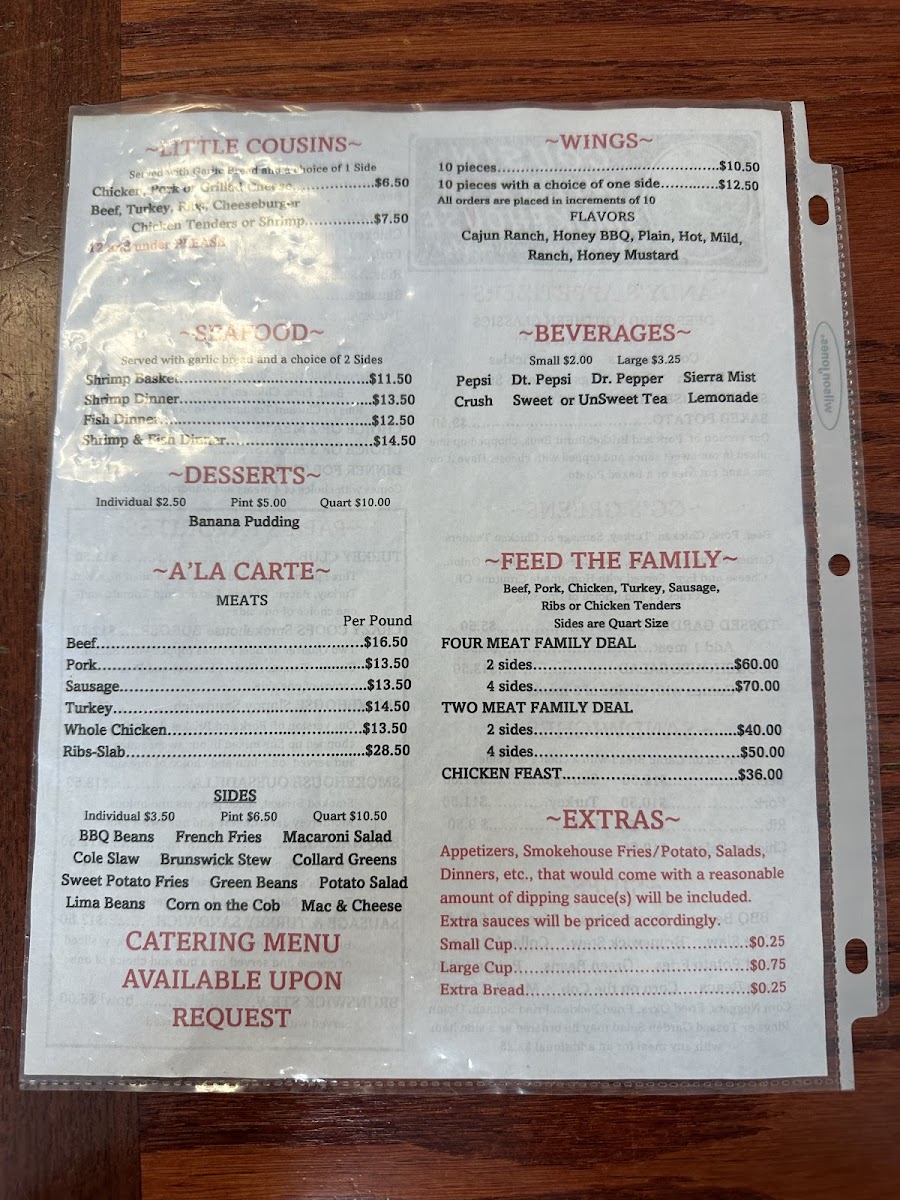 ~LITTLE COUSINS~
Served with Garlic Bread and a choice of 1 Side
Chicken, Pork or Grilled Cheese..................$6.50
Beef, Turkey, Ribs, Cheeseburger
Chicken Tenders or Shrimp...............$7.50
12 and under PLEASE
~SEAFOOD~
Served with garlic bread and a choice of 2 Sides
Shrimp Basket.......................................$11.50
Shrimp Dinner.......................................$13.50
Fish Dinner............................................$12.50
Shrimp & Fish Dinner..............................$14.50
~DESSERTS~
Individual $2.50 Pint $5.00 Quart $10.00
Banana Pudding
~A'LA CARTE~
MEATS
Per Pound
Beef.......................................................$16.50
Pork.......................................................$13.50
Sausage..................................................$13.50
Turkey....................................................$14.50
Whole Chicken........................................$13.50
Ribs-Slab.................................................$28.50
SIDES
Individual $3.50 Pint $6.50 Quart $10.50
BBQ Beans French Fries Macaroni Salad
Cole Slaw Brunswick Stew Collard Greens
Sweet Potato Fries Green Beans Potato Salad
Lima Beans Corn on the Cob Mac & Cheese
CATERING MENU
AVAILABLE UPON
REQUEST
~WINGS~
10 pieces..............................................$10.50
10 pieces with a choice of one side............$12.50
All orders are placed in increments of 10
FLAVORS
Cajun Ranch, Honey BBQ, Plain, Hot, Mild,
Ranch, Honey Mustard
~BEVERAGES~
Small $2.00 Large $3.25
Pepsi Dt. Pepsi Dr. Pepper Sierra Mist
Crush Sweet or UnSweet Tea Lemonade
~FEED THE FAMILY~
Beef, Pork, Chicken, Turkey, Sausage,
Ribs or Chicken Tenders
Sides are Quart Size
FOUR MEAT FAMILY DEAL
2 sides..........................................$60.00
4 sides..........................................$70.00
TWO MEAT FAMILY DEAL
2 sides..........................................$40.00
4 sides..........................................$50.00
CHICKEN FEAST....................................$36.00
~EXTRAS~
Appetizers, Smokehouse Fries/Potato, Salads,
Dinners, etc., that would come with a reasonable
amount of dipping sauce(s) will be included.
Extra sauces will be priced accordingly.
Small Cup................................................$0.25
Large Cup................................................$0.75
Extra Bread.............................................$0.25
wilson jones.